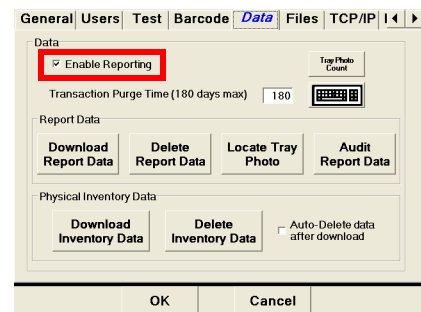 General Users Test Barcode Data Files TCP/IP I
Data
Enable Reporting
Tray Photo
Count
Transaction Purge Time (180 days max) 180
Report Data
Download
Report Data
Delete
Report Data
Locate Tray
Photo
Audit
Report Data
Physical Inventory Data
Download
Inventory Data
Delete
Inventory Data
Auto-Delete data
after download
OK Cancel